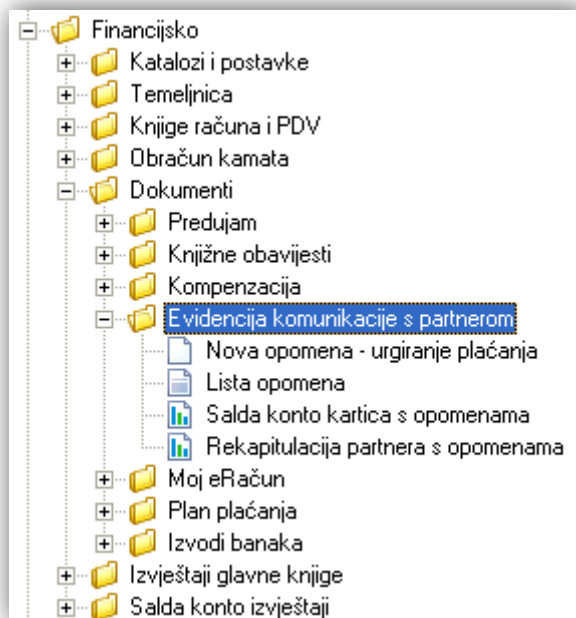 Financijsko
Katalozi i postavke
Temeljnica
Knjige računa i PDV
Obračun kamata
Dokumenti
Predujam
Knjižne obavijesti
Kompenzacija
Evidencija komunikacije s partnerom
Nova opomena - urgiranje plaćanja
Lista opomena
Salda konto kartica s opomenama
Rekapitulacija partnera s opomenama
Moj eRačun
Plan plaćanja
Izvodi banaka
Izvještaji glavne knjige
Salda konto izvještaji